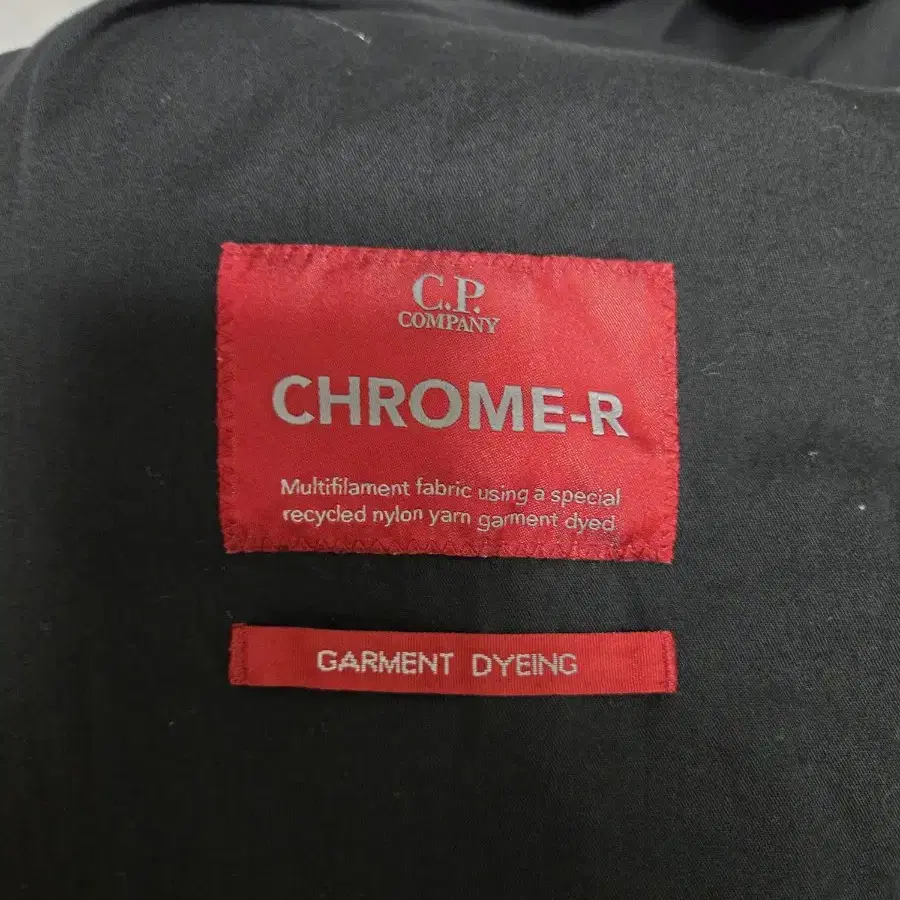 C.P.
COMPANY
CHROME-R
Multifilament fabric using a special
recycled nylon yarn garment dyed
GARMENT DYEING